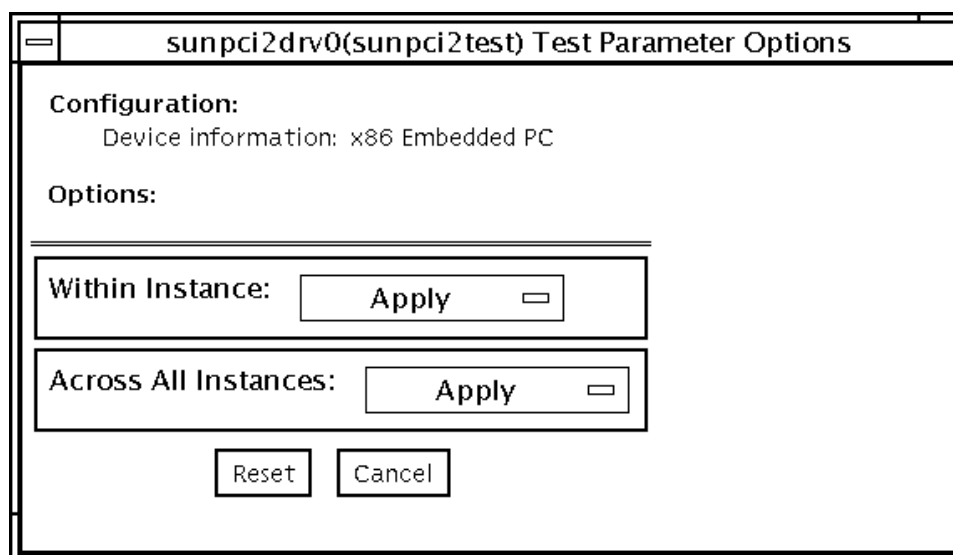 sunpci2drv0(sunpci2test) Test Parameter Options
Configuration:
Device information: x86 Embedded PC
Options:
Within Instance: Apply
Across All Instances: Apply
Reset Cancel